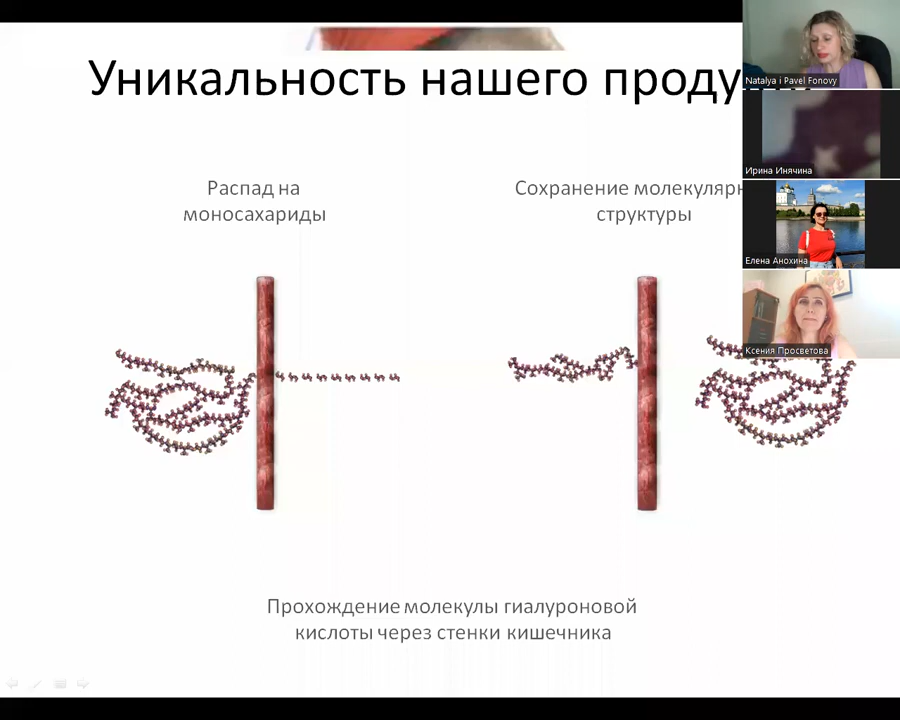 Уникальность нашего проду
Распад на
моносахариды
Сохранение молекулярн
структуры
Прохождение молекулы гиалуроновой
кислоты через стенки кишечника
Natalya i Pavel Fonovy
Ирина Инячина
Елена Анохина
Ксения Просветова